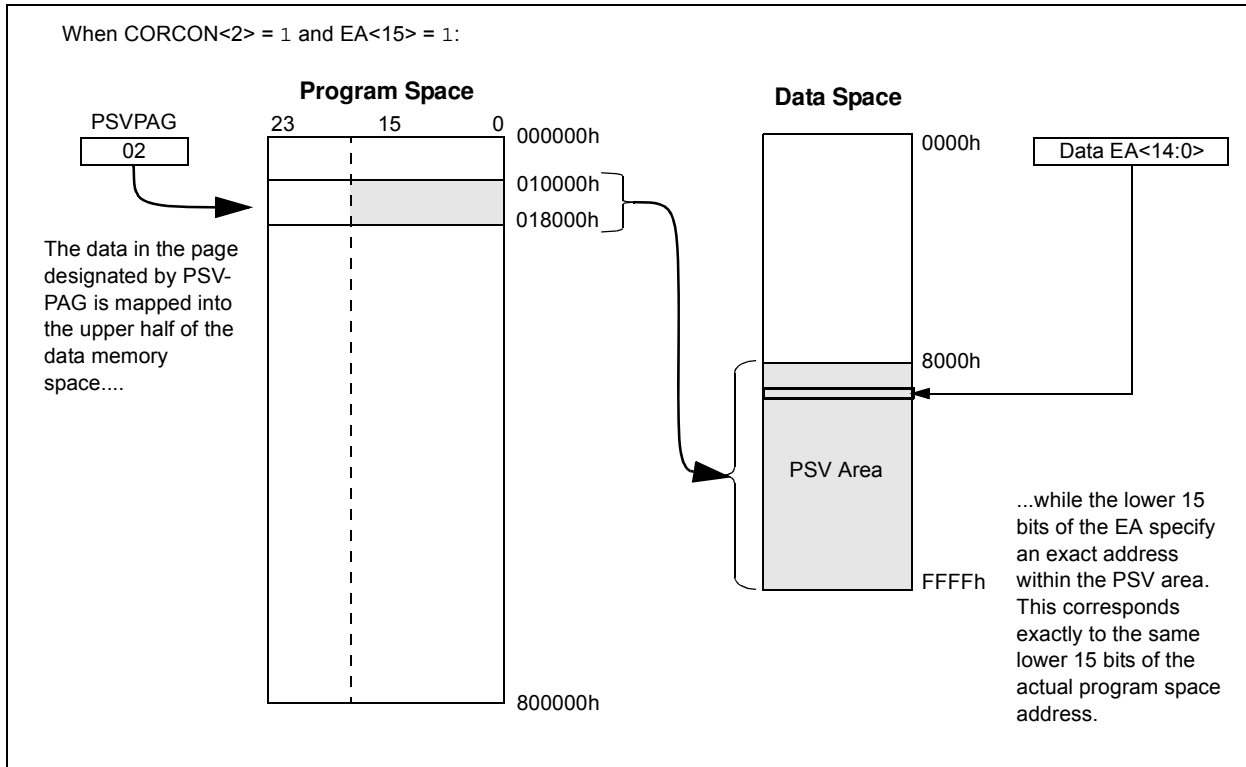 When CORCON<2> = 1 and EA<15> = 1:
Program Space
Data Space
PSVPAG
02
23 15 0
000000h
010000h
018000h
800000h
The data in the page
designated by PSV-
PAG is mapped into
the upper half of the
data memory
space....
0000h
8000h
PSV Area
FFFFh
Data EA<14:0>
...while the lower 15
bits of the EA specify
an exact address
within the PSV area.
This corresponds
exactly to the same
lower 15 bits of the
actual program space
address.